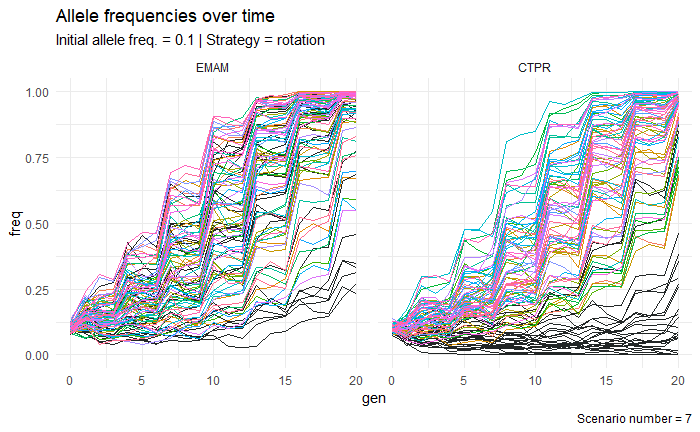 Allele frequencies over time
Initial allele freq. = 0.1 | Strategy = rotation
EMAM
CTPR
1.00
0.75
0.50
0.25
0.00
freq
0 5 10 15 20
0 5 10 15 20
gen
Scenario number = 7